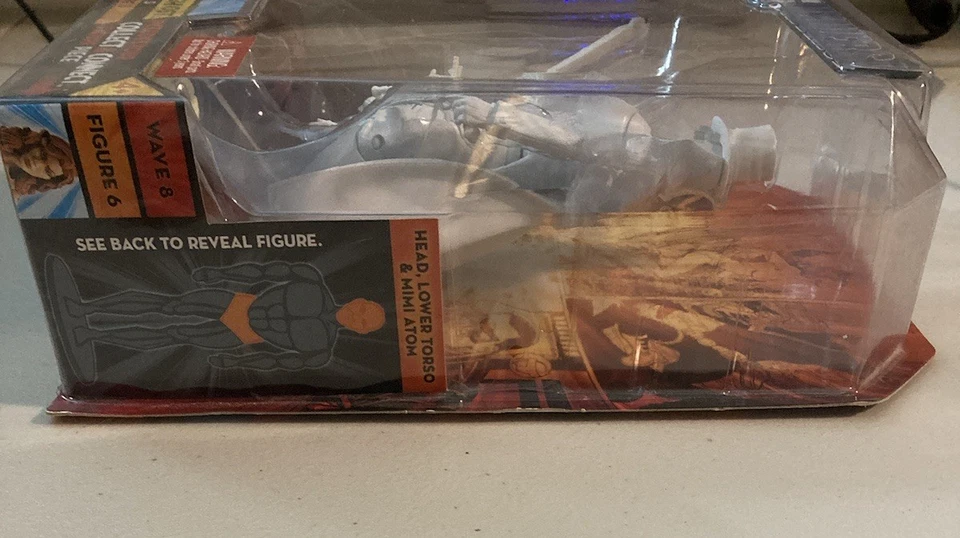 COLLECT CONNECT
FIGURE 6
WAVE 8
SEE BACK TO REVEAL FIGURE.
HEAD, LOWER TORSO
& MIMI ATOM